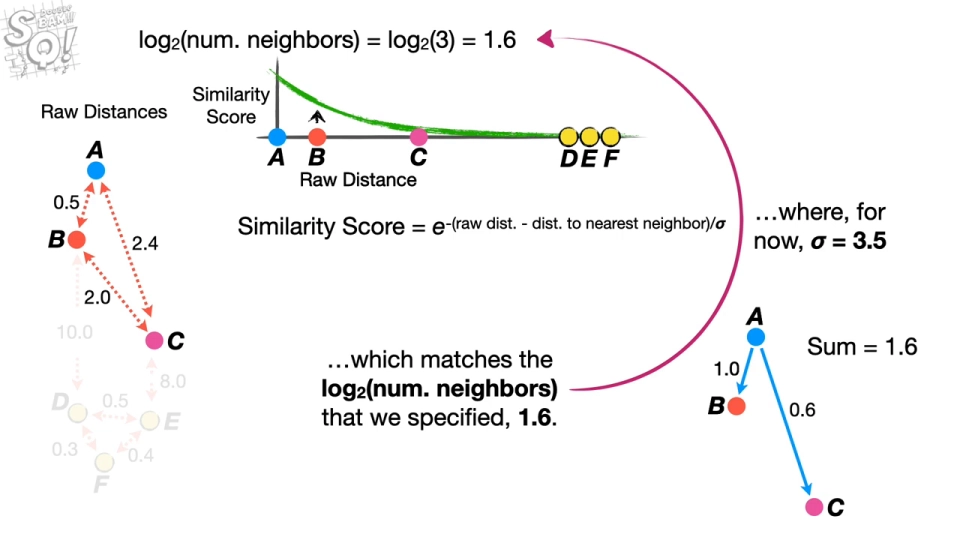 SQ!
BAM!!
log₂(num. neighbors) = log₂(3) = 1.6
Similarity
Score
A B C D E F
Raw Distance
Similarity Score = e^-(raw dist. - dist. to nearest neighbor)/σ
Raw Distances
A
0.5
B
2.4
2.0
C
10.0
8.0
D
0.5
E
0.3
0.4
F
…where, for
now, σ = 3.5
…which matches the
log₂(num. neighbors)
that we specified, 1.6.
A
Sum = 1.6
1.0
B
0.6
C